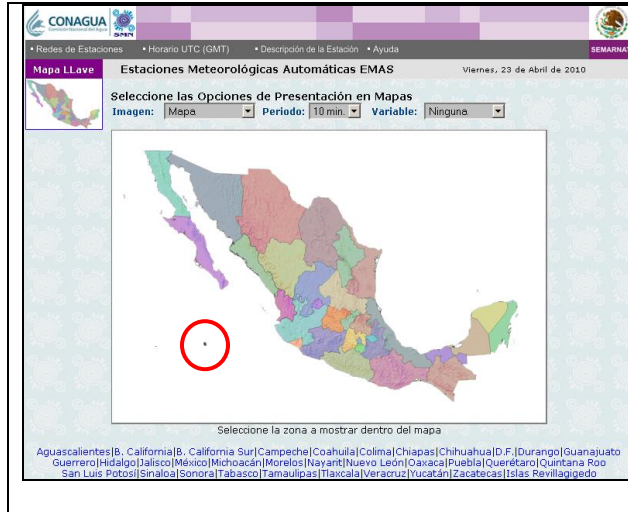 CONAGUA
Comisión Nacional del Agua
SMN
• Redes de Estaciones • Horario UTC (GMT) • Descripción de la Estación • Ayuda SEMARNAT
Mapa LLave Estaciones Meteorológicas Automáticas EMAS Viernes, 23 de Abril de 2010
Seleccione las Opciones de Presentación en Mapas
Imagen: Mapa Periodo: 10 min. Variable: Ninguna
Seleccione la zona a mostrar dentro del mapa
Aguascalientes|B. California|B. California Sur|Campeche|Coahuila|Colima|Chiapas|Chihuahua|D.F.|Durango|Guanajuato
Guerrero|Hidalgo|Jalisco|México|Michoacán|Morelos|Nayarit|Nuevo León|Oaxaca|Puebla|Querétaro|Quintana Roo
San Luis Potosí|Sinaloa|Sonora|Tabasco|Tamaulipas|Tlaxcala|Veracruz|Yucatán|Zacatecas|Islas Revillagigedo